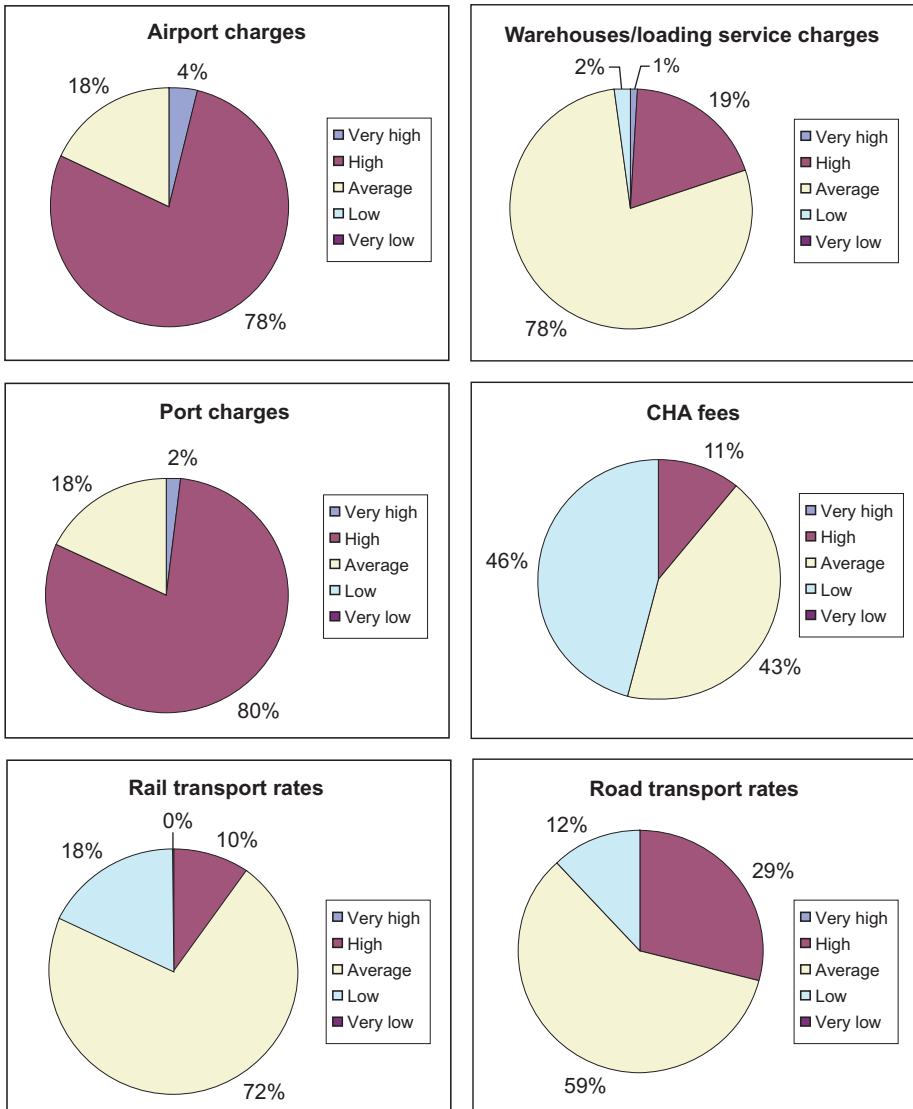 Airport charges
4%
18%
78%
Very high
High
Average
Low
Very low
Warehouses/loading service charges
2%
1%
19%
78%
Very high
High
Average
Low
Very low
Port charges
2%
18%
80%
Very high
High
Average
Low
Very low
CHA fees
11%
46%
43%
Very high
High
Average
Low
Very low
Rail transport rates
0%
10%
18%
72%
Very high
High
Average
Low
Very low
Road transport rates
12%
29%
59%
Very high
High
Average
Low
Very low